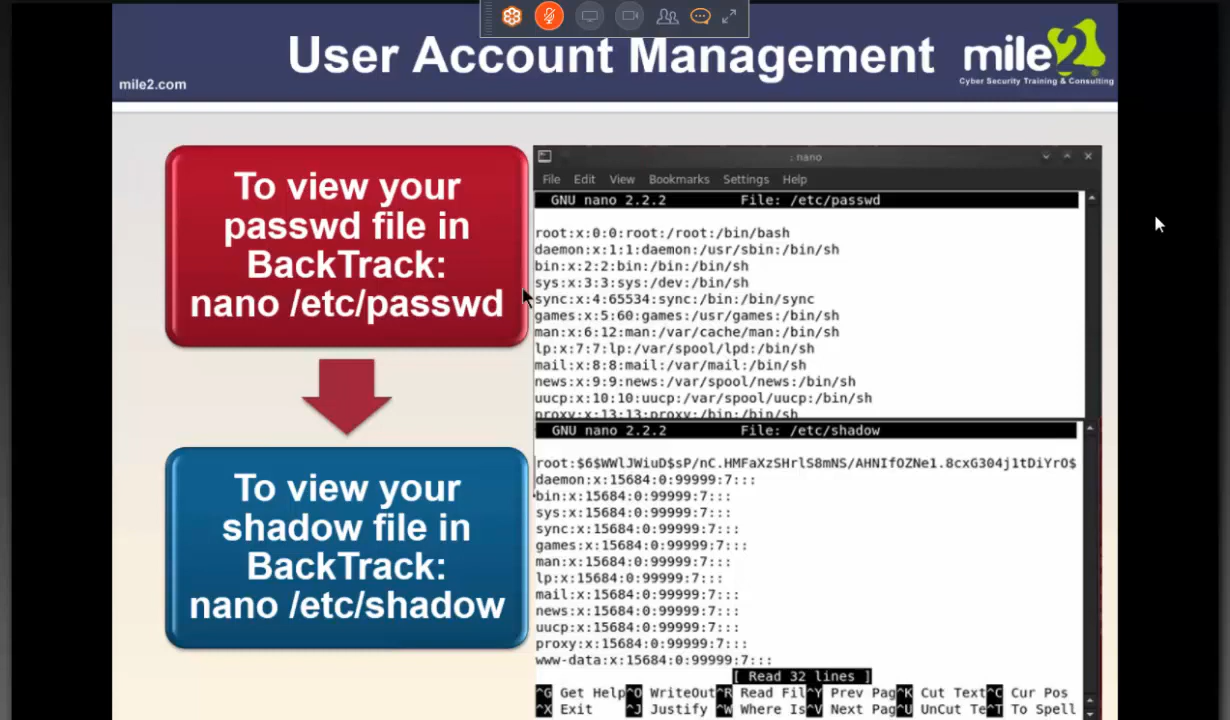 User Account Management
mile2
Cyber Security Training & Consulting
mile2.com
To view your
passwd file in
BackTrack:
nano /etc/passwd
To view your
shadow file in
BackTrack:
nano /etc/shadow
: nano
File Edit View Bookmarks Settings Help
GNU nano 2.2.2 File: /etc/passwd
root:x:0:0:root:/root:/bin/bash
daemon:x:1:1:daemon:/usr/sbin:/bin/sh
bin:x:2:2:bin:/bin:/bin/sh
sys:x:3:3:sys:/dev:/bin/sh
sync:x:4:65534:sync:/bin:/bin/sync
games:x:5:60:games:/usr/games:/bin/sh
man:x:6:12:man:/var/cache/man:/bin/sh
lp:x:7:7:lp:/var/spool/lpd:/bin/sh
mail:x:8:8:mail:/var/mail:/bin/sh
news:x:9:9:news:/var/spool/news:/bin/sh
uucp:x:10:10:uucp:/var/spool/uucp:/bin/sh
proxy:x:13:13:proxy:/bin:/bin/sh
GNU nano 2.2.2 File: /etc/shadow
root:$6$WWlJWiuD$sP/nC.HMFaXzSHrlS8mNS/AHNIfOZNe1.8cxG304j1tDiYrO$
daemon:x:15684:0:99999:7:::
bin:x:15684:0:99999:7:::
sys:x:15684:0:99999:7:::
sync:x:15684:0:99999:7:::
games:x:15684:0:99999:7:::
man:x:15684:0:99999:7:::
lp:x:15684:0:99999:7:::
mail:x:15684:0:99999:7:::
news:x:15684:0:99999:7:::
uucp:x:15684:0:99999:7:::
proxy:x:15684:0:99999:7:::
www-data:x:15684:0:99999:7:::
[ Read 32 lines ]
^G Get Help^O WriteOut^R Read Fil^Y Prev Pag^K Cut Text^C Cur Pos
^X Exit ^J Justify ^W Where Is^V Next Pag^U UnCut Te^T To Spell